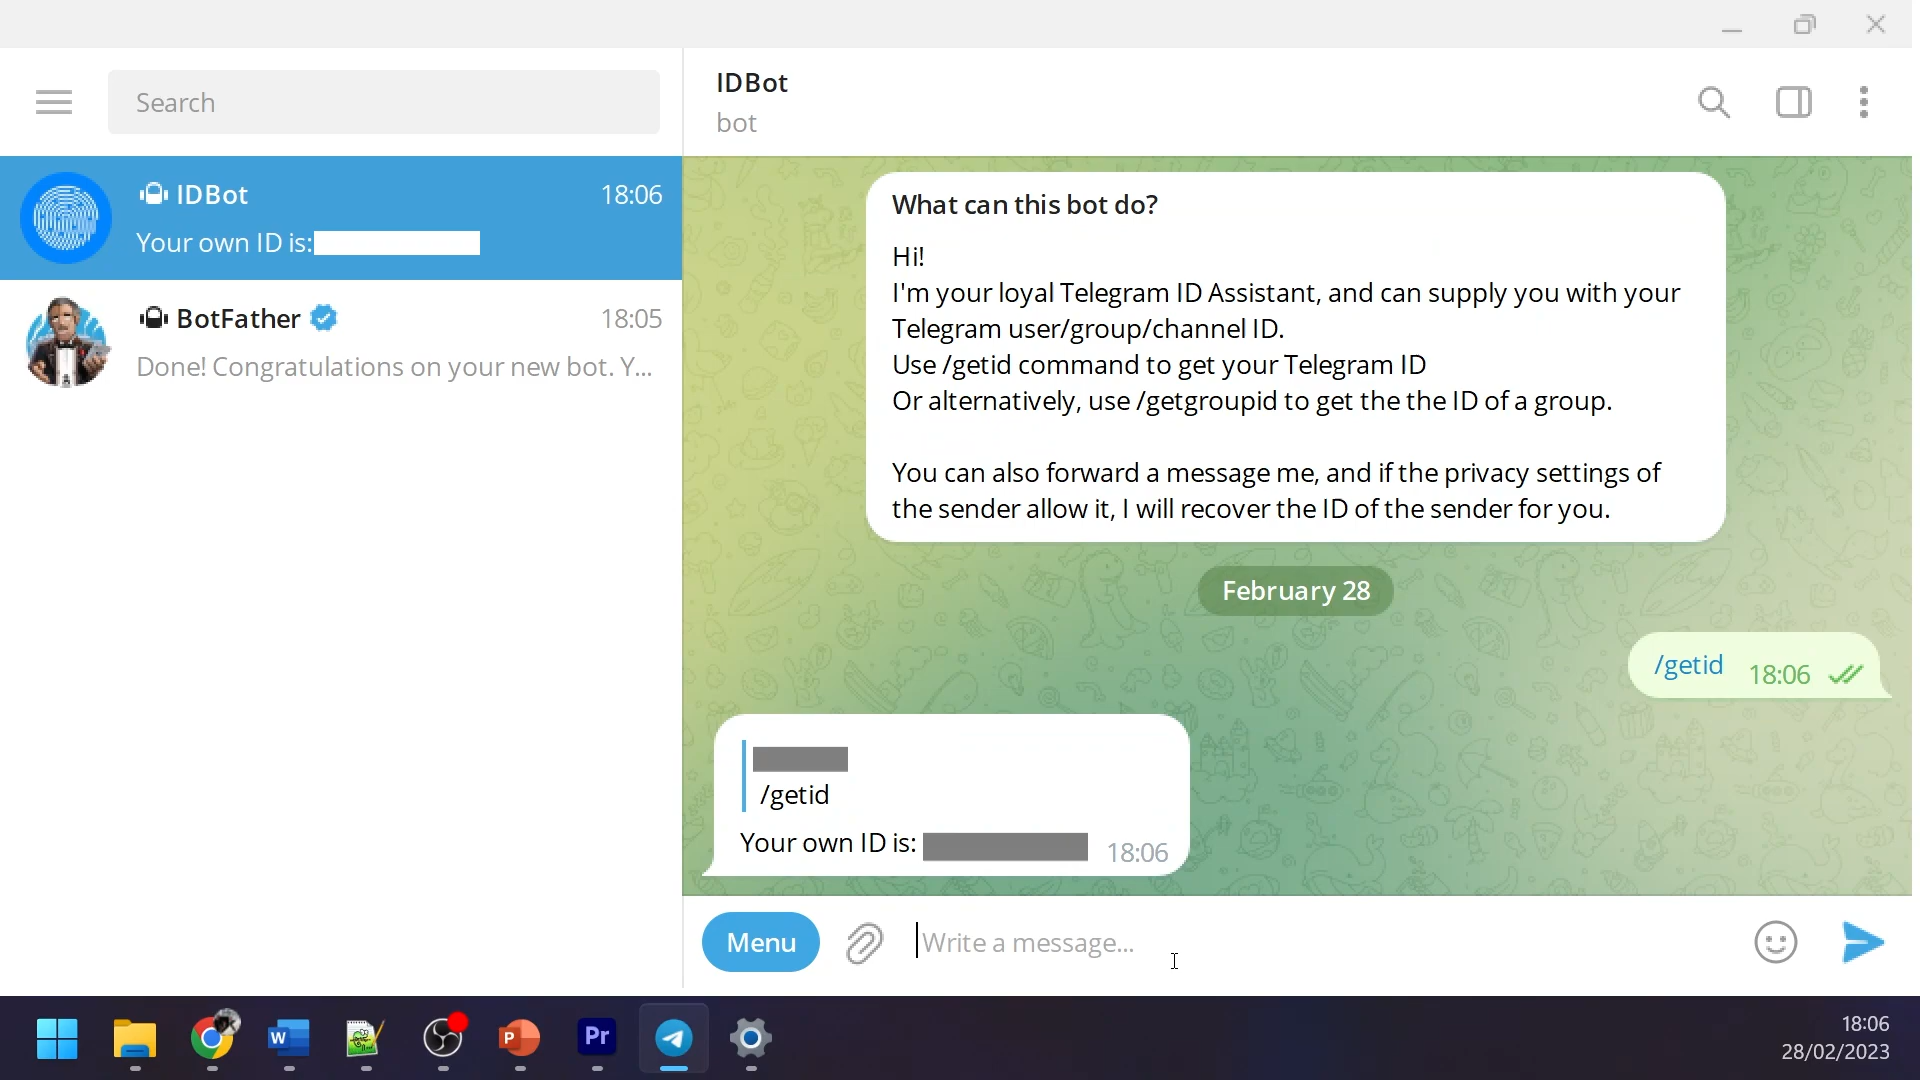 Search
IDBot
18:06
Your own ID is:
BotFather
18:05
Done! Congratulations on your new bot. Y...
IDBot
bot
What can this bot do?
Hi!
I'm your loyal Telegram ID Assistant, and can supply you with your
Telegram user/group/channel ID.
Use /getid command to get your Telegram ID
Or alternatively, use /getgroupid to get the the ID of a group.
You can also forward a message me, and if the privacy settings of
the sender allow it, I will recover the ID of the sender for you.
February 28
/getid 18:06
/getid
Your own ID is: 18:06
Menu
Write a message...
W
P
Pr
18:06
28/02/2023